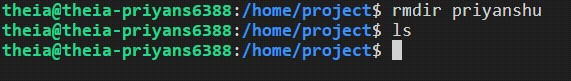 theia@theia-priyans6388:/home/project$ rmdir priyanshu
theia@theia-priyans6388:/home/project$ ls
theia@theia-priyans6388:/home/project$